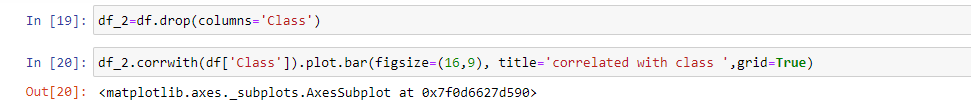 In [19]: df_2=df.drop(columns='Class')
In [20]: df_2.corrwith(df['Class']).plot.bar(figsize=(16,9), title='correlated with class ',grid=True)
Out[20]: <matplotlib.axes._subplots.AxesSubplot at 0x7f0d6627d590>